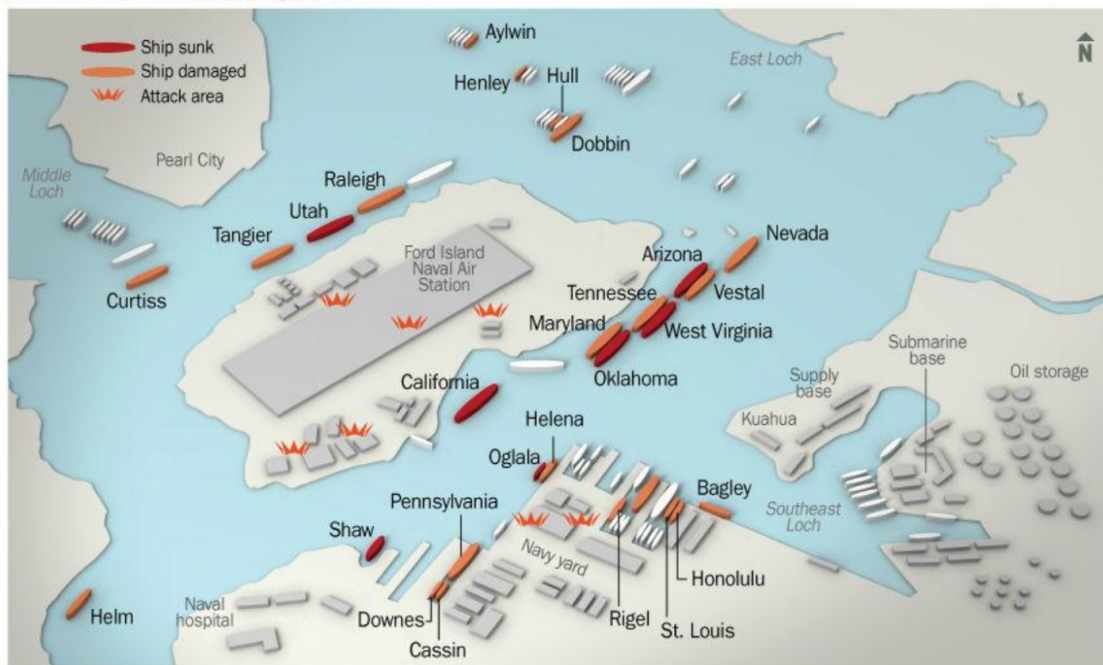 Ship sunk
Ship damaged
Attack area
Aylwin
Henley
Hull
Dobbin
East Loch
N
Pearl City
Middle
Loch
Raleigh
Utah
Tangier
Curtiss
Ford Island
Naval Air
Station
Nevada
Arizona
Vestal
Tennessee
West Virginia
Maryland
Oklahoma
California
Submarine
base
Supply
base
Oil storage
Kuahua
Helena
Oglala
Pennsylvania
Bagley
Southeast
Loch
Shaw
Navy yard
Honolulu
Rigel
St. Louis
Downes
Cassin
Naval
hospital
Helm